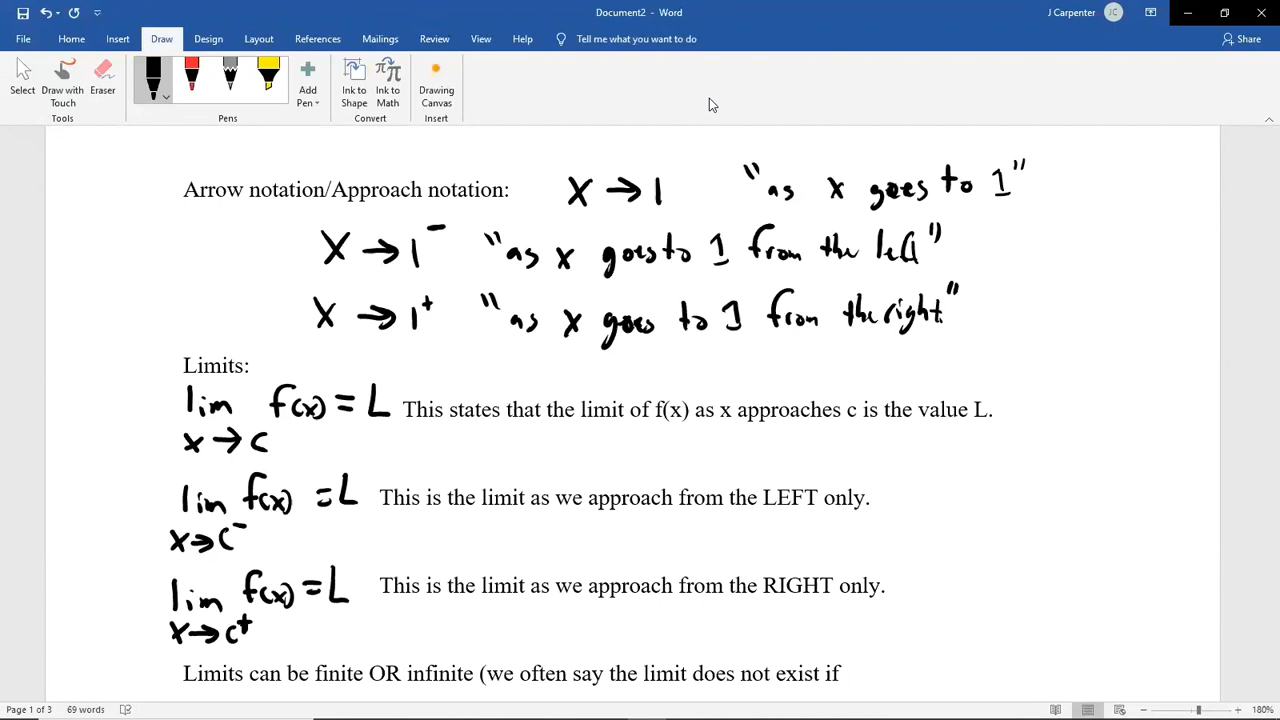 Document2 - Word
J Carpenter JC
File Home Insert Draw Design Layout References Mailings Review View Help Tell me what you want to do Share
Select Draw with Touch Eraser Add Pen Ink to Shape Ink to Math Drawing Canvas
Tools Pens Convert Insert
Arrow notation/Approach notation: X → 1 "as x goes to 1"
X → 1⁻ "as x goes to 1 from the left"
X → 1⁺ "as x goes to 1 from the right"
Limits:
lim f(x) = L This states that the limit of f(x) as x approaches c is the value L.
x → c
lim f(x) = L This is the limit as we approach from the LEFT only.
x → c⁻
lim f(x) = L This is the limit as we approach from the RIGHT only.
x → c⁺
Limits can be finite OR infinite (we often say the limit does not exist if
Page 1 of 3 69 words 180%